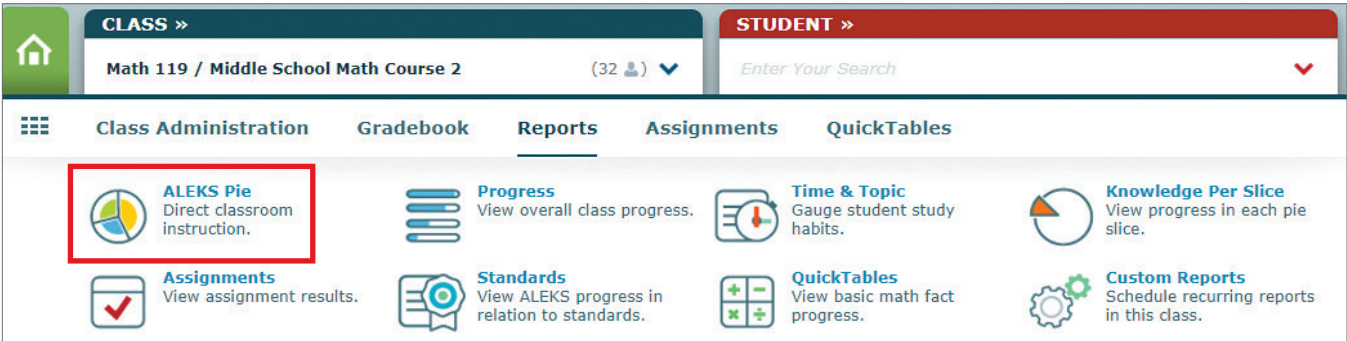 CLASS »
STUDENT »
Math 119 / Middle School Math Course 2 (32 )
Enter Your Search
Class Administration Gradebook Reports Assignments QuickTables
ALEKS Pie
Direct classroom
instruction.
Progress
View overall class progress.
Time & Topic
Gauge student study
habits.
Knowledge Per Slice
View progress in each pie
slice.
Assignments
View assignment results.
Standards
View ALEKS progress in
relation to standards.
QuickTables
View basic math fact
progress.
Custom Reports
Schedule recurring reports
in this class.